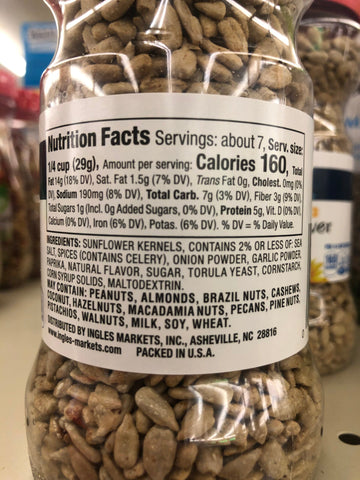 Nutrition Facts Servings: about 7, Serv. size:
1/4 cup (29g), Amount per serving: Calories 160, Total
Fat 14g (18% DV), Sat. Fat 1.5g (7% DV), Trans Fat 0g, Cholest. 0mg (0%
DV), Sodium 190mg (8% DV), Total Carb. 7g (3% DV), Fiber 3g (9% DV),
Total Sugars 1g (Incl. 0g Added Sugars, 0% DV), Protein 5g, Vit. D (0% DV),
Calcium (0% DV), Iron (6% DV), Potas. (6% DV). % DV = % Daily Value.
INGREDIENTS: SUNFLOWER KERNELS, CONTAINS 2% OR LESS OF: SEA
SALT, SPICES (CONTAINS CELERY), ONION POWDER, GARLIC POWDER,
PAPRIKA, NATURAL FLAVOR, SUGAR, TORULA YEAST, CORNSTARCH,
CORN SYRUP SOLIDS, MALTODEXTRIN.
MAY CONTAIN: PEANUTS, ALMONDS, BRAZIL NUTS, CASHEWS,
COCONUT, HAZELNUTS, MACADAMIA NUTS, PECANS, PINE NUTS,
PISTACHIOS, WALNUTS, MILK, SOY, WHEAT.
DISTRIBUTED BY INGLES MARKETS, INC., ASHEVILLE, NC 28816
www.ingles-markets.com PACKED IN U.S.A.
ver